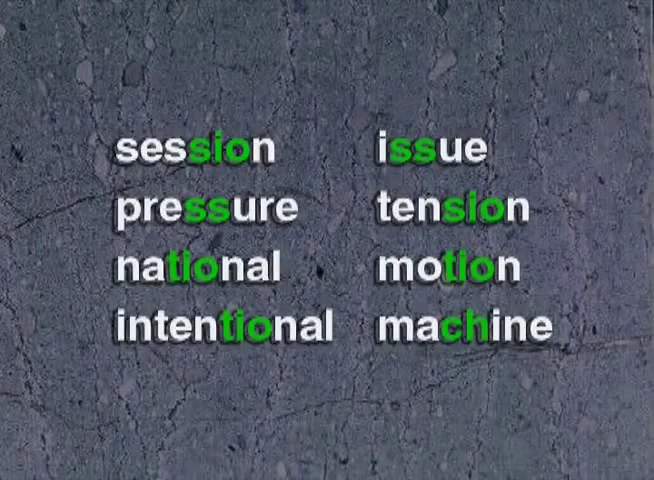 session issue
pressure tension
national motion
intentional machine